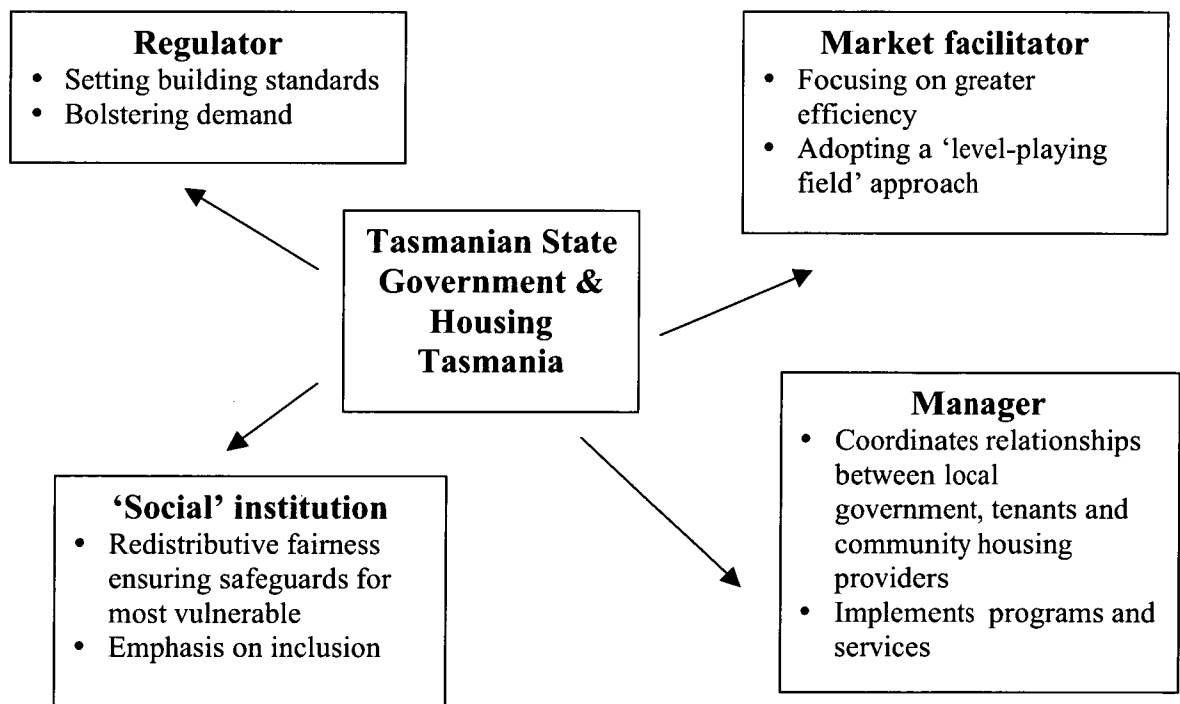 Regulator
• Setting building standards
• Bolstering demand
Market facilitator
• Focusing on greater
efficiency
• Adopting a ‘level-playing
field’ approach
Tasmanian State
Government &
Housing
Tasmania
‘Social’ institution
• Redistributive fairness
ensuring safeguards for
most vulnerable
• Emphasis on inclusion
Manager
• Coordinates relationships
between local
government, tenants and
community housing
providers
• Implements programs and
services